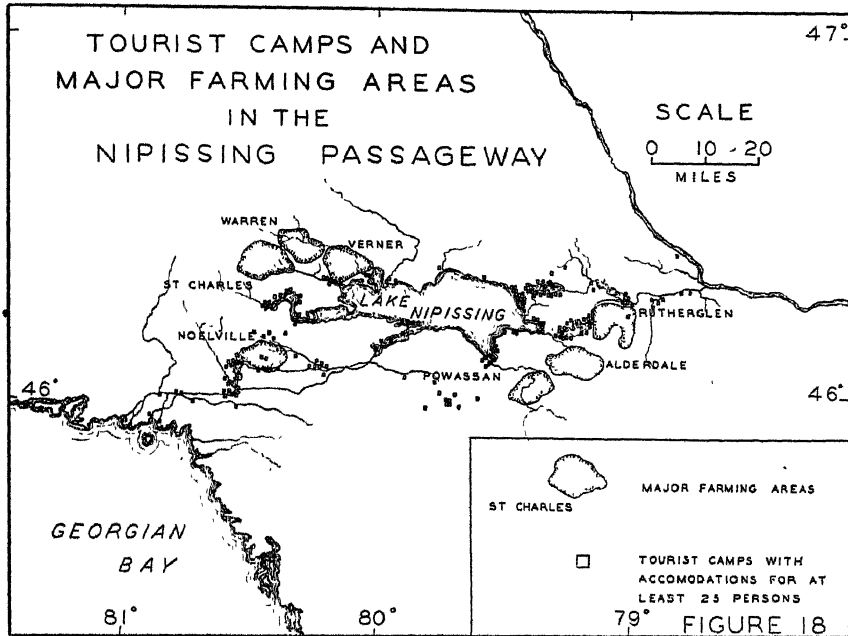 TOURIST CAMPS AND
MAJOR FARMING AREAS
IN THE
NIPISSING PASSAGEWAY
47°
SCALE
0 10 20
MILES
WARREN
VERNER
ST CHARLES
LAKE NIPISSING
RUTHERGLEN
NOELVILLE
POWASSAN
ALDERDALE
46°
46°
GEORGIAN
BAY
ST CHARLES
MAJOR FARMING AREAS
TOURIST CAMPS WITH
ACCOMODATIONS FOR AT
LEAST 25 PERSONS
81°
80°
79°
FIGURE 18